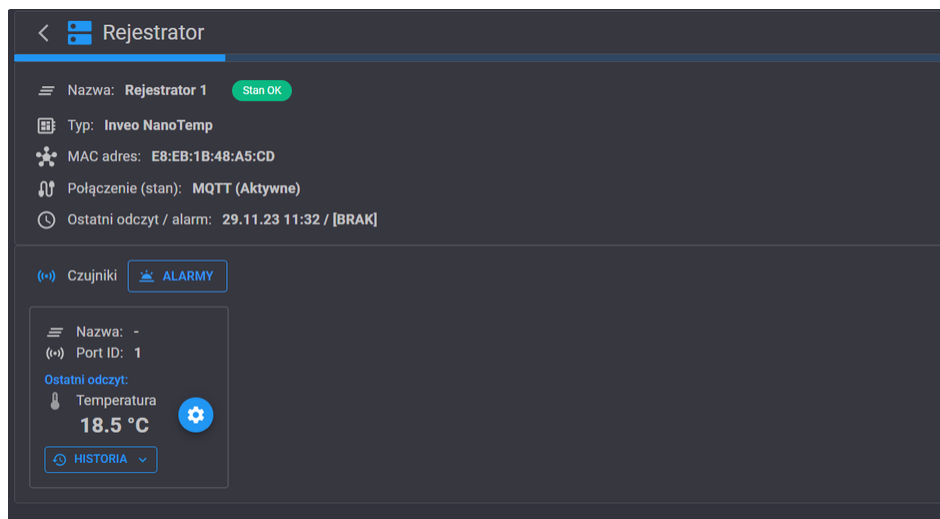 Rejestrator
Nazwa: Rejestrator 1 Stan OK
Typ: Inveo NanoTemp
MAC adres: E8:EB:1B:48:A5:CD
Połączenie (stan): MQTT (Aktywne)
Ostatni odczyt / alarm: 29.11.23 11:32 / [BRAK]
Czujniki ALARMY
Nazwa: -
Port ID: 1
Ostatni odczyt:
Temperatura
18.5 °C
HISTORIA